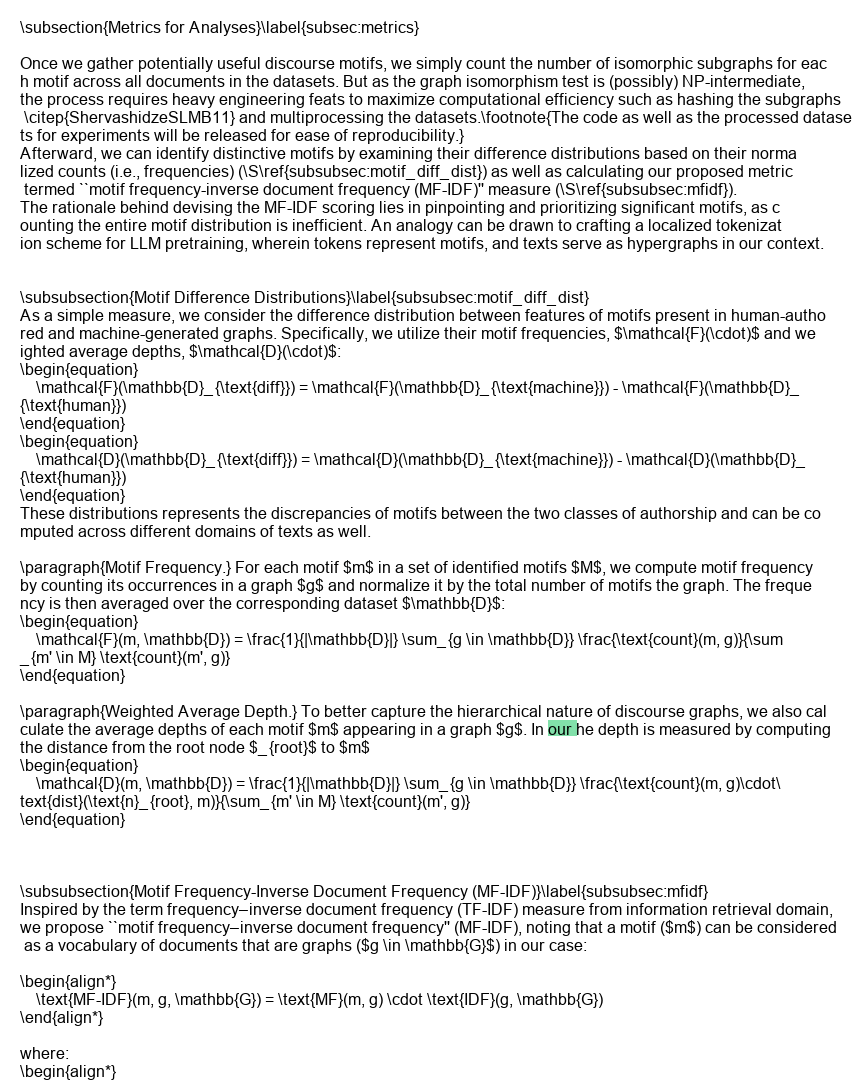 \subsection{Metrics for Analyses}\label{subsec:metrics}
Once we gather potentially useful discourse motifs, we simply count the number of isomorphic subgraphs for eac
h motif across all documents in the datasets. But as the graph isomorphism test is (possibly) NP-intermediate,
the process requires heavy engineering feats to maximize computational efficiency such as hashing the subgraphs
\citep{ShervashidzeSLMB11} and multiprocessing the datasets.\footnote{The code as well as the processed datase
ts for experiments will be released for ease of reproducibility.}
Afterward, we can identify distinctive motifs by examining their difference distributions based on their norma
lized counts (i.e., frequencies) (\S\ref{subsubsec:motif_diff_dist}) as well as calculating our proposed metric
termed ``motif frequency-inverse document frequency (MF-IDF)'' measure (\S\ref{subsubsec:mfidf}).
The rationale behind devising the MF-IDF scoring lies in pinpointing and prioritizing significant motifs, as c
ounting the entire motif distribution is inefficient. An analogy can be drawn to crafting a localized tokenizat
ion scheme for LLM pretraining, wherein tokens represent motifs, and texts serve as hypergraphs in our context.
\subsubsection{Motif Difference Distributions}\label{subsubsec:motif_diff_dist}
As a simple measure, we consider the difference distribution between features of motifs present in human-autho
red and machine-generated graphs. Specifically, we utilize their motif frequencies, $\mathcal{F}(\cdot)$ and we
ighted average depths, $\mathcal{D}(\cdot)$:
\begin{equation}
\mathcal{F}(\mathbb{D}_{\text{diff}}) = \mathcal{F}(\mathbb{D}_{\text{machine}}) - \mathcal{F}(\mathbb{D}_
{\text{human}})
\end{equation}
\begin{equation}
\mathcal{D}(\mathbb{D}_{\text{diff}}) = \mathcal{D}(\mathbb{D}_{\text{machine}}) - \mathcal{D}(\mathbb{D}_
{\text{human}})
\end{equation}
These distributions represents the discrepancies of motifs between the two classes of authorship and can be co
mputed across different domains of texts as well.
\paragraph{Motif Frequency.} For each motif $m$ in a set of identified motifs $M$, we compute motif frequency
by counting its occurrences in a graph $g$ and normalize it by the total number of motifs the graph. The freque
ncy is then averaged over the corresponding dataset $\mathbb{D}$:
\begin{equation}
\mathcal{F}(m, \mathbb{D}) = \frac{1}{|\mathbb{D}|} \sum_{g \in \mathbb{D}} \frac{\text{count}(m, g)}{\sum
_{m' \in M} \text{count}(m', g)}
\end{equation}
\paragraph{Weighted Average Depth.} To better capture the hierarchical nature of discourse graphs, we also cal
culate the average depths of each motif $m$ appearing in a graph $g$. In our he depth is measured by computing
the distance from the root node $_{root}$ to $m$
\begin{equation}
\mathcal{D}(m, \mathbb{D}) = \frac{1}{|\mathbb{D}|} \sum_{g \in \mathbb{D}} \frac{\text{count}(m, g)\cdot\
text{dist}(\text{n}_{root}, m)}{\sum_{m' \in M} \text{count}(m', g)}
\end{equation}
\subsubsection{Motif Frequency-Inverse Document Frequency (MF-IDF)}\label{subsubsec:mfidf}
Inspired by the term frequency–inverse document frequency (TF-IDF) measure from information retrieval domain,
we propose ``motif frequency–inverse document frequency'' (MF-IDF), noting that a motif ($m$) can be considered
as a vocabulary of documents that are graphs ($g \in \mathbb{G}$) in our case:
\begin{align*}
\text{MF-IDF}(m, g, \mathbb{G}) = \text{MF}(m, g) \cdot \text{IDF}(g, \mathbb{G})
\end{align*}
where:
\begin{align*}